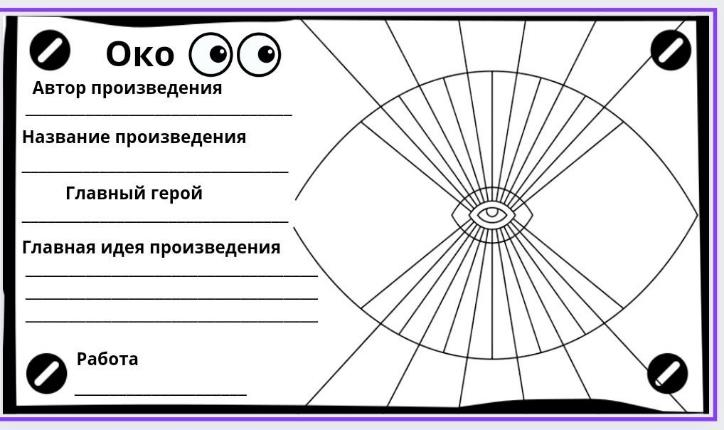 Око
Автор произведения
Название произведения
Главный герой
Главная идея произведения
Работа